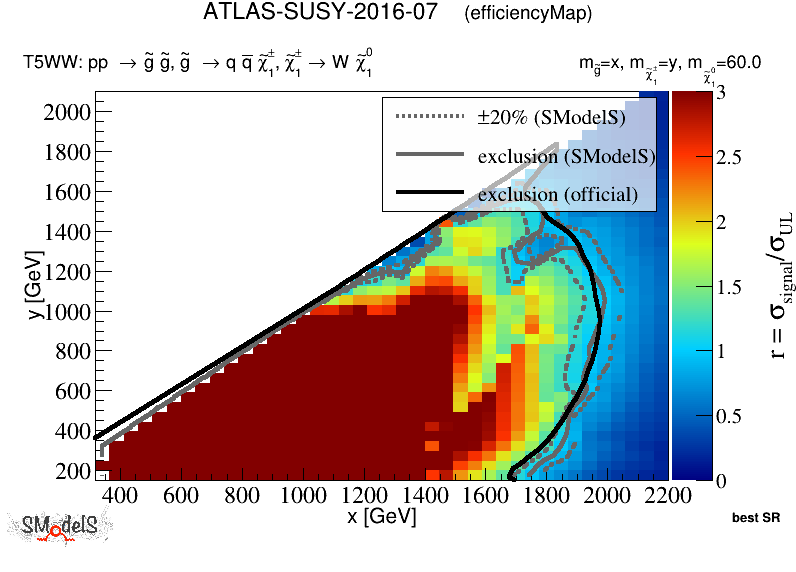 ATLAS-SUSY-2016-07 (efficiencyMap)
T5WW: pp → g̃ g̃, g̃ → q q̅ χ̃₁±, χ̃₁± → W χ̃₁⁰
m_g̃=x, m_χ̃₁±=y, m_χ̃₁⁰=60.0
±20% (SModelS)
exclusion (SModelS)
exclusion (official)
y [GeV]
2000
1800
1600
1400
1200
1000
800
600
400
200
400 600 800 1000 1200 1400 1600 1800 2000 2200
x [GeV]
3
2.5
2
1.5
1
0.5
0
r = σ_signal/σ_UL
SModelS
best SR